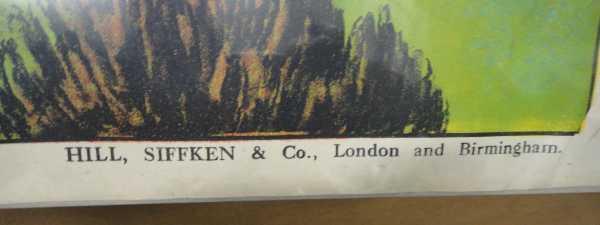 HILL, SIFFKEN & Co., London and Birmingham.